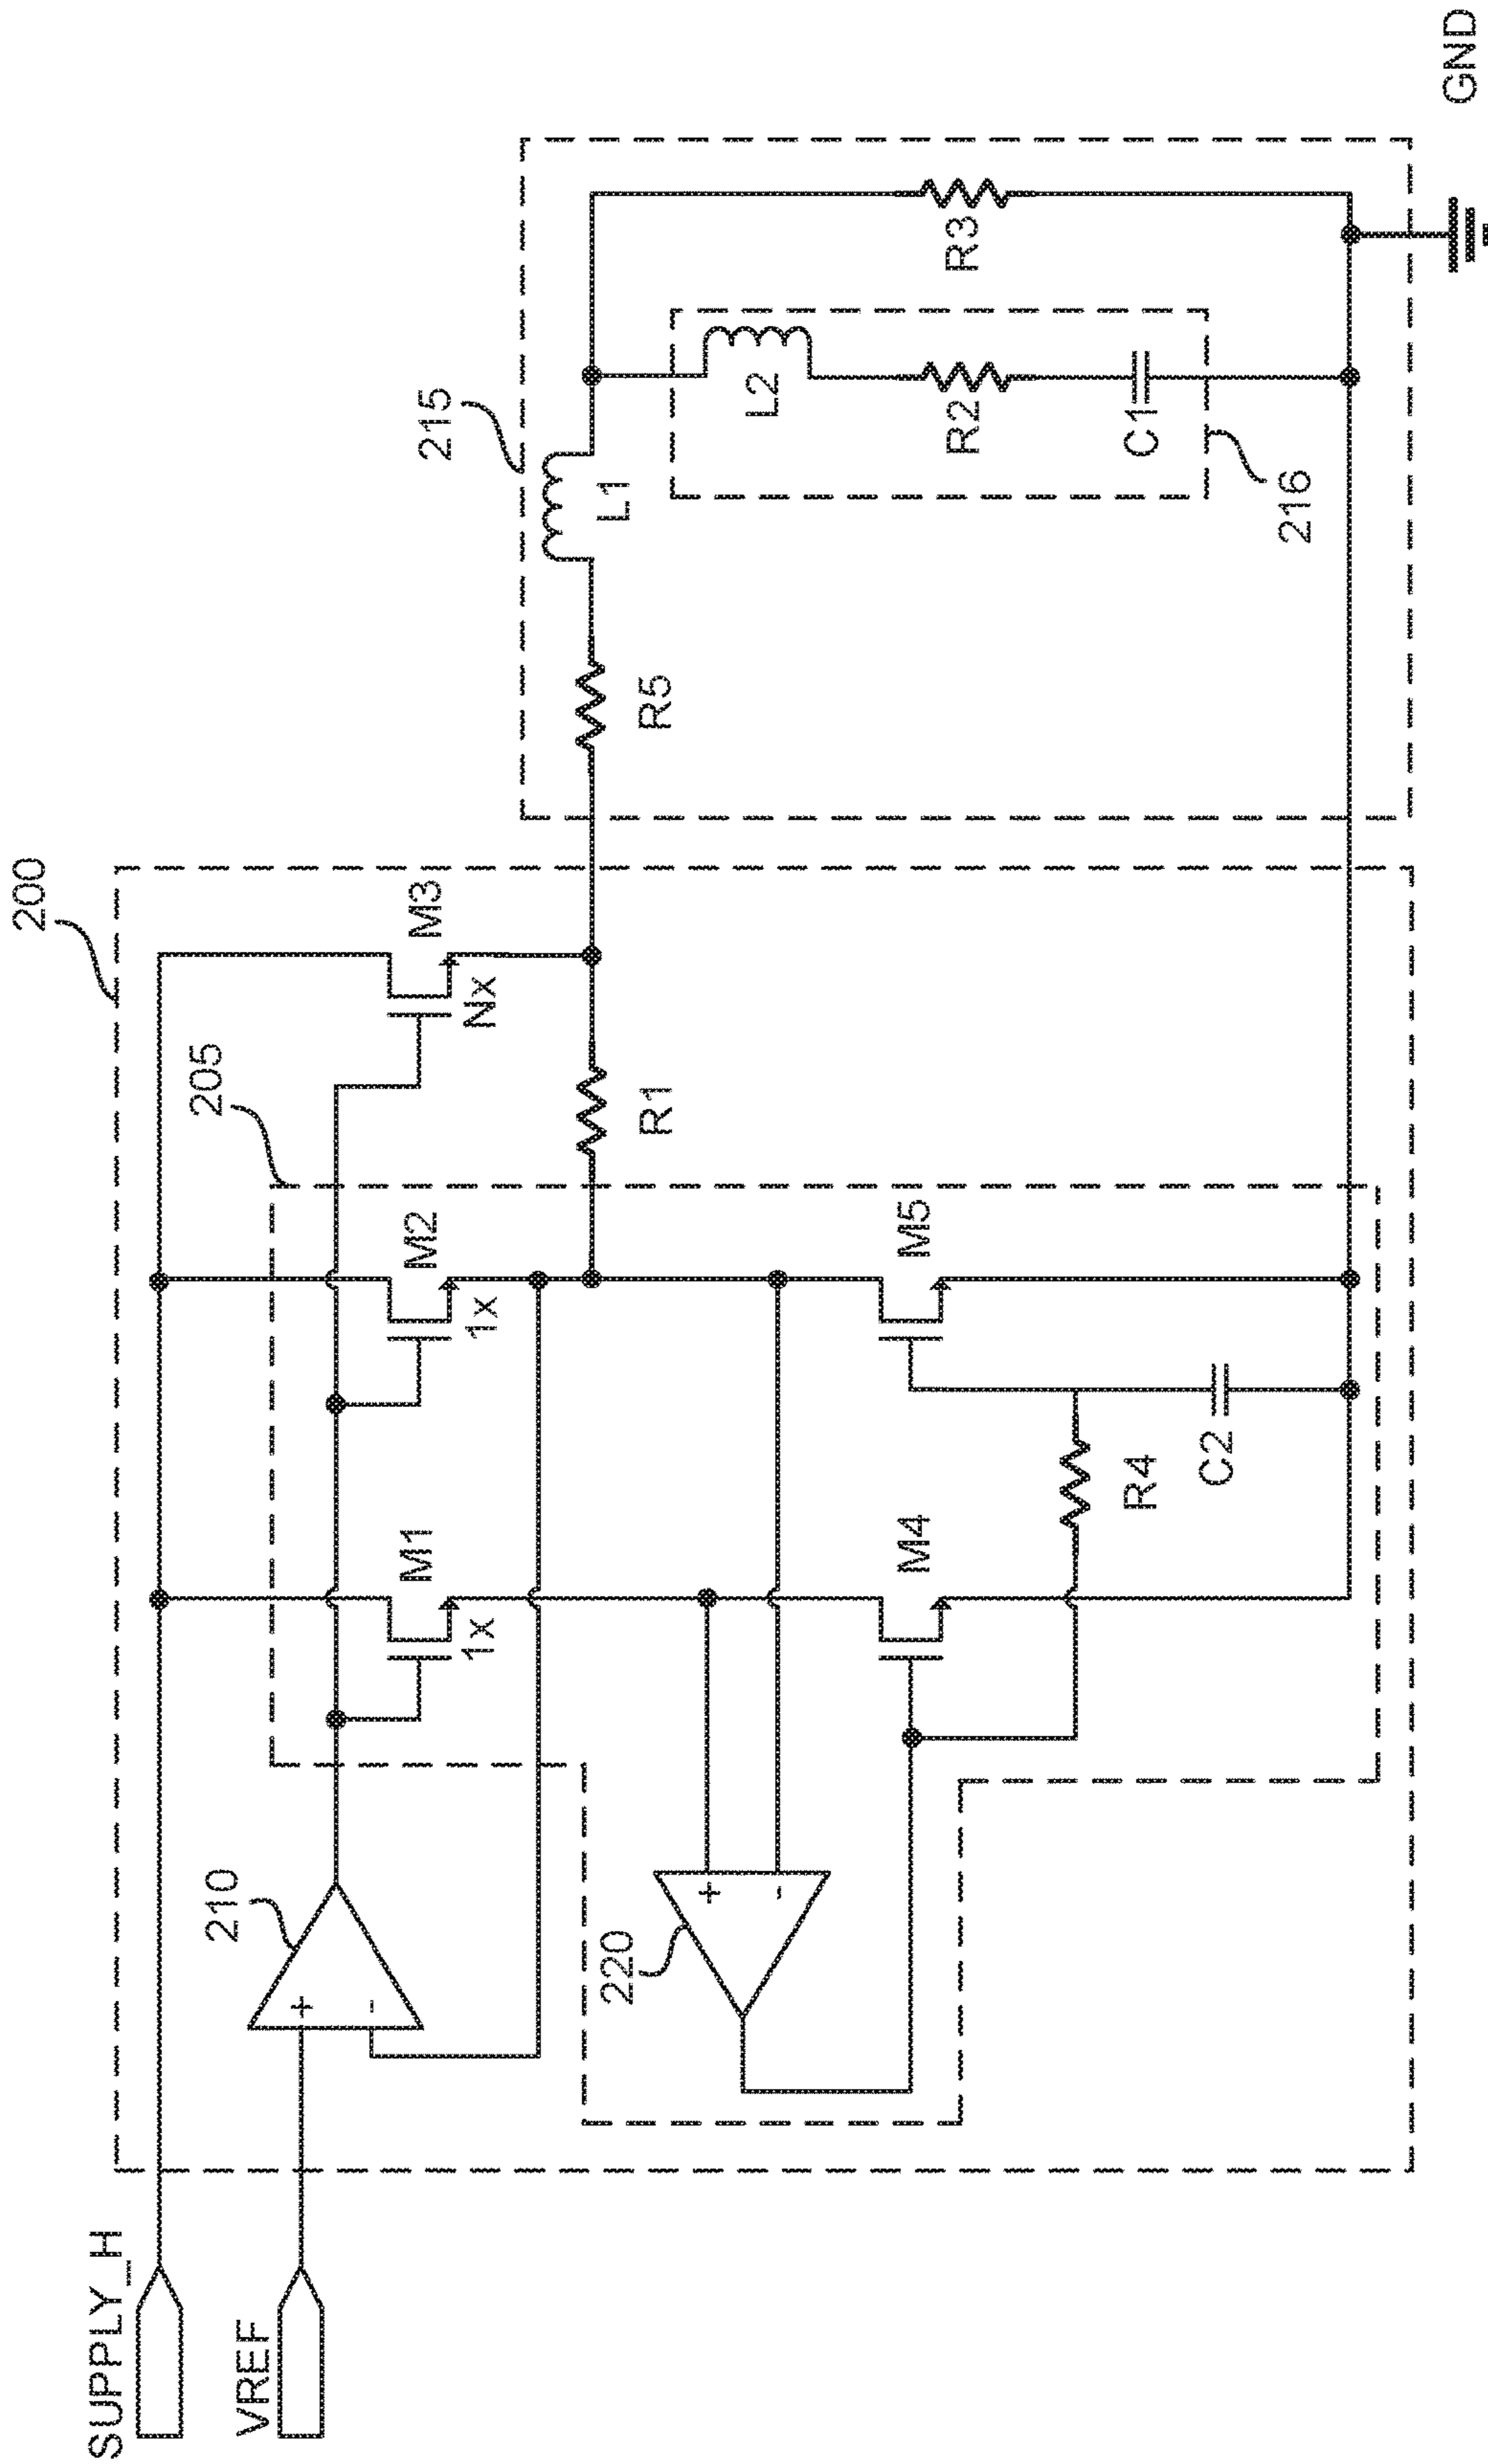 200
SUPPLY_H
VREF
210
205
M1
1x
M2
1x
M3
Nx
+
-
220
+
-
R1
R5
215
L1
L2
R2
C1
216
R3
M4
M5
R4
C2
GND